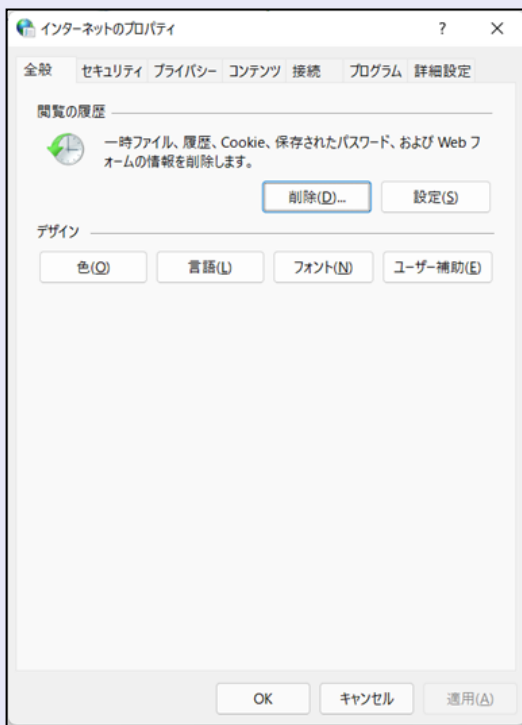 インターネットのプロパティ
?
×
全般 セキュリティ プライバシー コンテンツ 接続 プログラム 詳細設定
閲覧の履歴
一時ファイル、履歴、Cookie、保存されたパスワード、および Web フ
ォームの情報を削除します。
削除(D)... 設定(S)
デザイン
色(O) 言語(L) フォント(N) ユーザー補助(E)
OK キャンセル 適用(A)